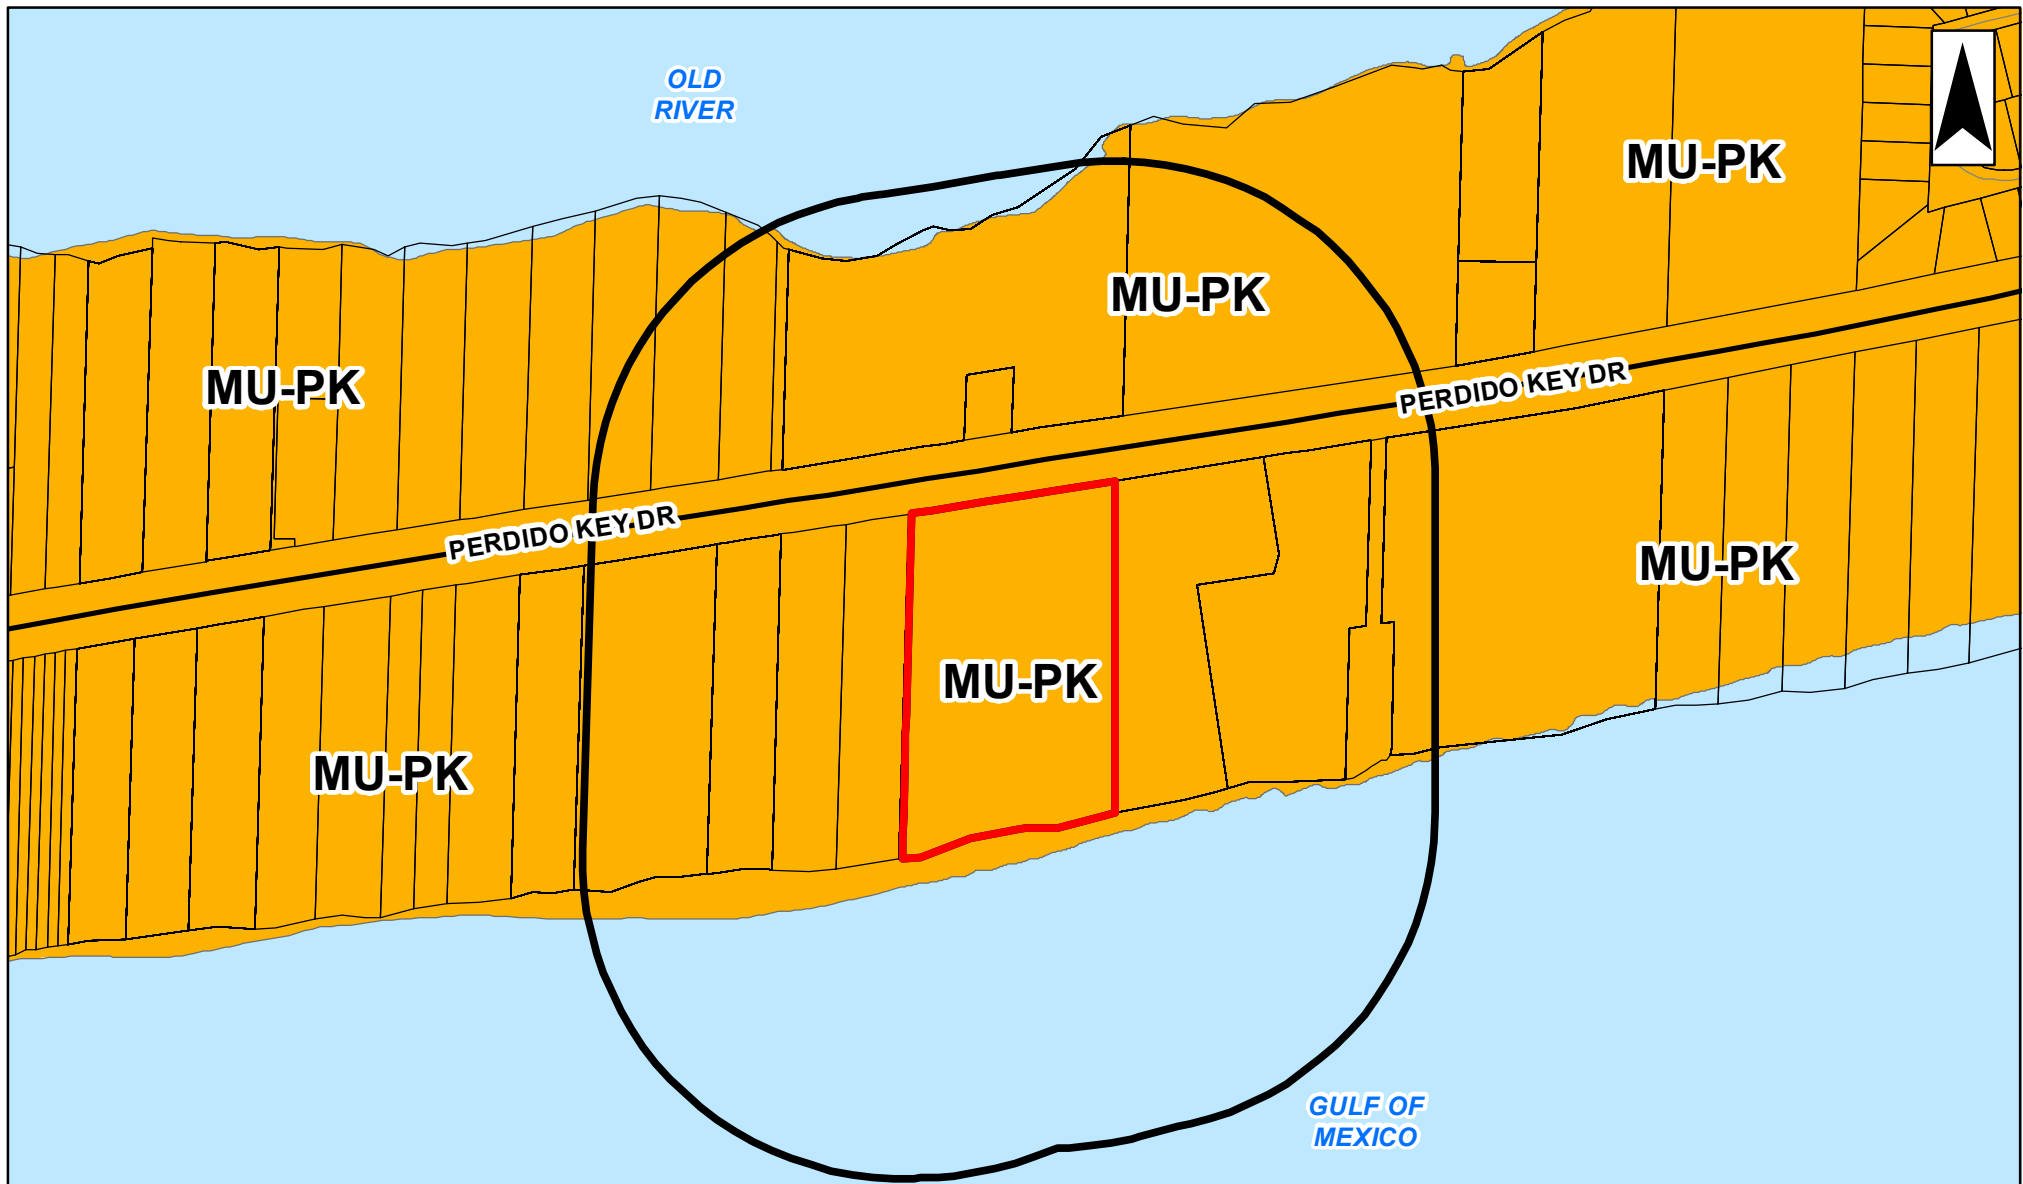 OLD
RIVER
MU-PK
MU-PK
MU-PK
PERDIDO KEY DR
PERDIDO KEY DR
MU-PK
MU-PK
MU-PK
GULF OF
MEXICO